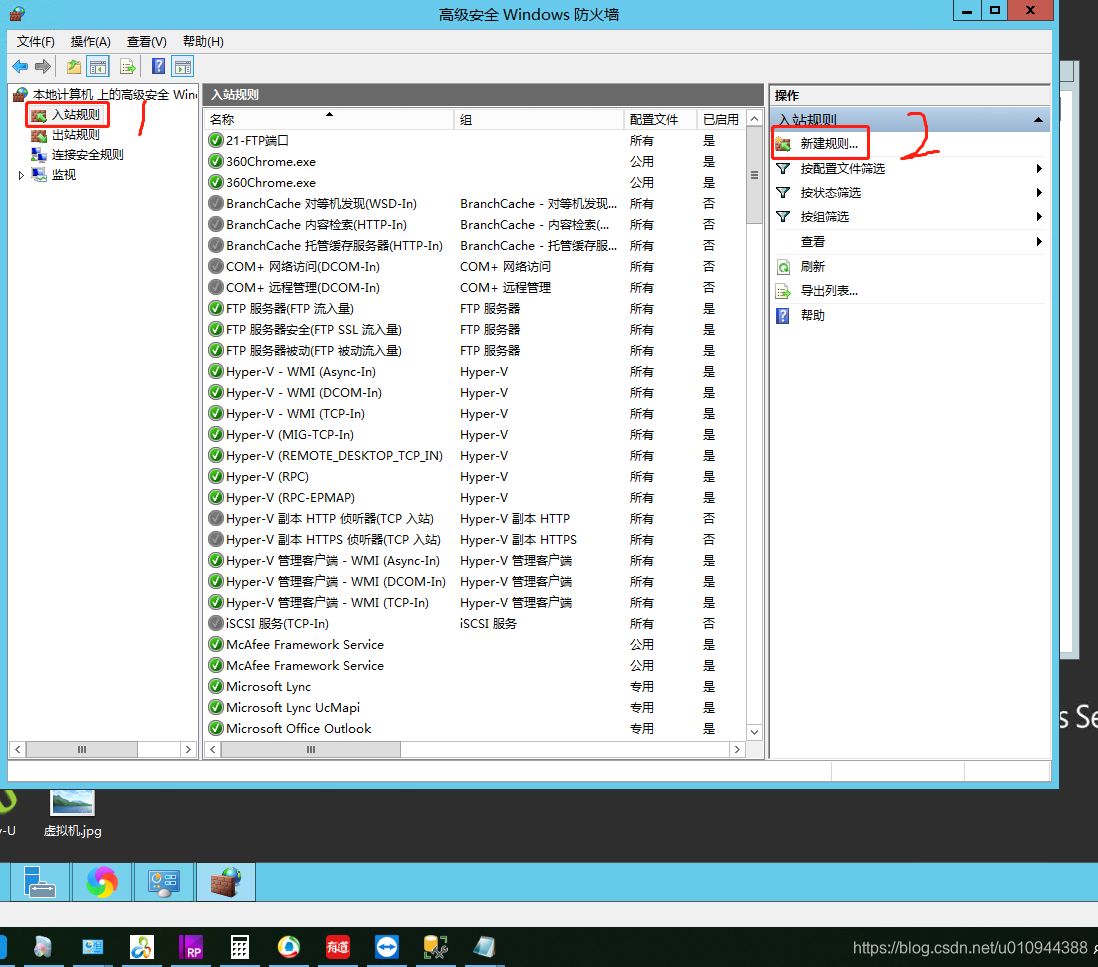 高级安全 Windows 防火墙
文件(F) 操作(A) 查看(V) 帮助(H)
本地计算机 上的高级安全 Win
入站规则
出站规则
连接安全规则
监视
1
入站规则
名称 组 配置文件 已启用
21-FTP端口 所有 是
360Chrome.exe 公用 是
360Chrome.exe 公用 是
BranchCache 对等机发现(WSD-In) BranchCache - 对等机发现... 所有 否
BranchCache 内容检索(HTTP-In) BranchCache - 内容检索(... 所有 否
BranchCache 托管缓存服务器(HTTP-In) BranchCache - 托管缓存服... 所有 否
COM+ 网络访问(DCOM-In) COM+ 网络访问 所有 否
COM+ 远程管理(DCOM-In) COM+ 远程管理 所有 否
FTP 服务器(FTP 流入量) FTP 服务器 所有 是
FTP 服务器安全(FTP SSL 流入量) FTP 服务器 所有 是
FTP 服务器被动(FTP 被动流入量) FTP 服务器 所有 是
Hyper-V - WMI (Async-In) Hyper-V 所有 是
Hyper-V - WMI (DCOM-In) Hyper-V 所有 是
Hyper-V - WMI (TCP-In) Hyper-V 所有 是
Hyper-V (MIG-TCP-In) Hyper-V 所有 是
Hyper-V (REMOTE_DESKTOP_TCP_IN) Hyper-V 所有 是
Hyper-V (RPC) Hyper-V 所有 是
Hyper-V (RPC-EPMAP) Hyper-V 所有 是
Hyper-V 副本 HTTP 侦听器(TCP 入站) Hyper-V 副本 HTTP 所有 否
Hyper-V 副本 HTTPS 侦听器(TCP 入站) Hyper-V 副本 HTTPS 所有 否
Hyper-V 管理客户端 - WMI (Async-In) Hyper-V 管理客户端 所有 是
Hyper-V 管理客户端 - WMI (DCOM-In) Hyper-V 管理客户端 所有 是
Hyper-V 管理客户端 - WMI (TCP-In) Hyper-V 管理客户端 所有 是
iSCSI 服务(TCP-In) iSCSI 服务 所有 否
McAfee Framework Service 公用 是
McAfee Framework Service 公用 是
Microsoft Lync 专用 是
Microsoft Lync UcMapi 专用 是
Microsoft Office Outlook 专用 是
操作
入站规则
新建规则...
2
按配置文件筛选
按状态筛选
按组筛选
查看
刷新
导出列表...
帮助
s Se
-U
虚拟机.jpg
RP
有道
https://blog.csdn.net/u010944388